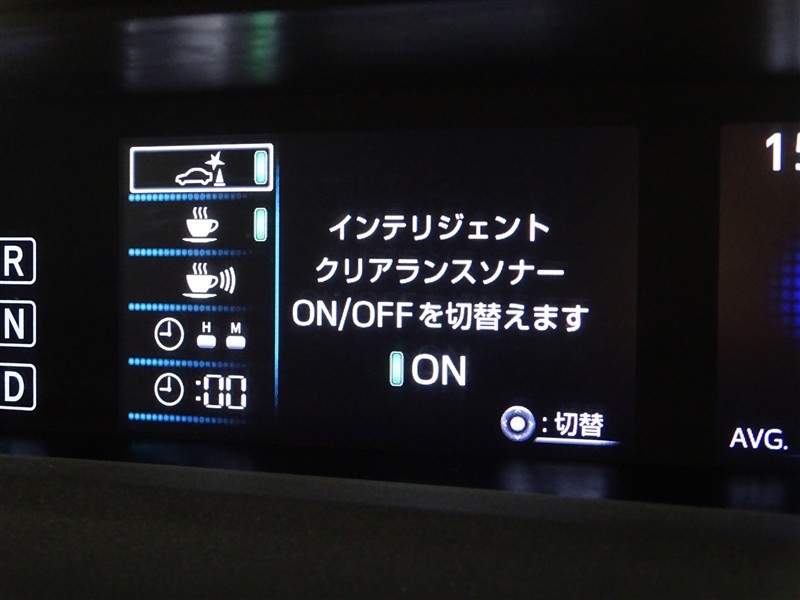 R
N
D
H M
:00
インテリジェント
クリアランスソナー
ON/OFFを切替えます
ON
:切替
AVG.